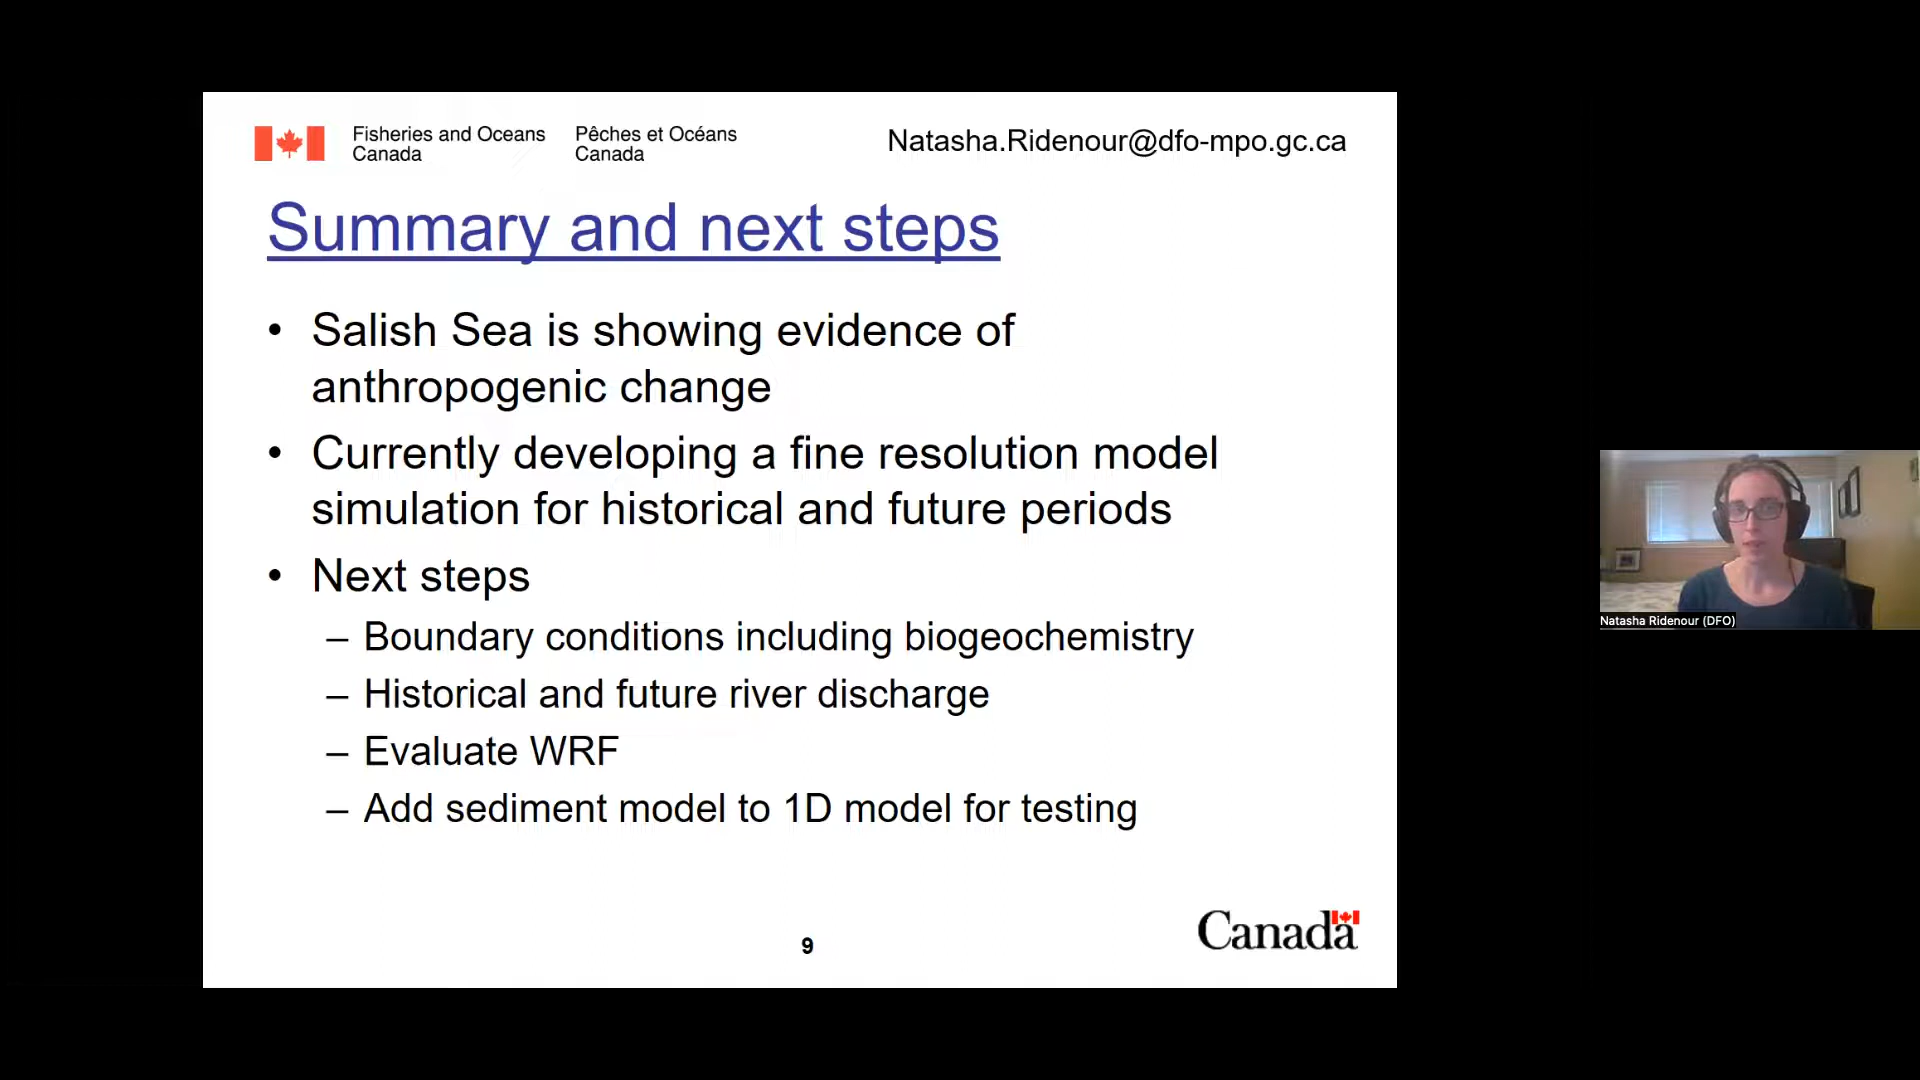 Fisheries and Oceans
Canada
Pêches et Océans
Canada
Natasha.Ridenour@dfo-mpo.gc.ca
Summary and next steps
• Salish Sea is showing evidence of
anthropogenic change
• Currently developing a fine resolution model
simulation for historical and future periods
• Next steps
– Boundary conditions including biogeochemistry
– Historical and future river discharge
– Evaluate WRF
– Add sediment model to 1D model for testing
9
Canada
Natasha Ridenour (DFO)